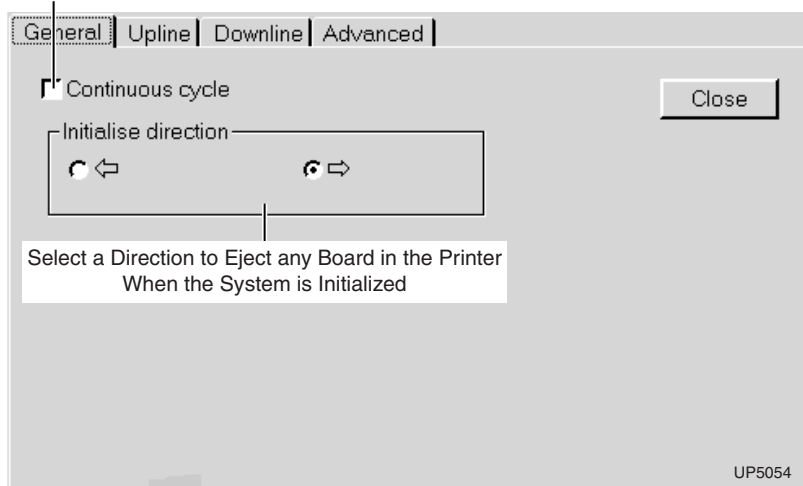 General Upline Downline Advanced
Continuous cycle
Close
Initialise direction
Select a Direction to Eject any Board in the Printer
When the System is Initialized
UP5054